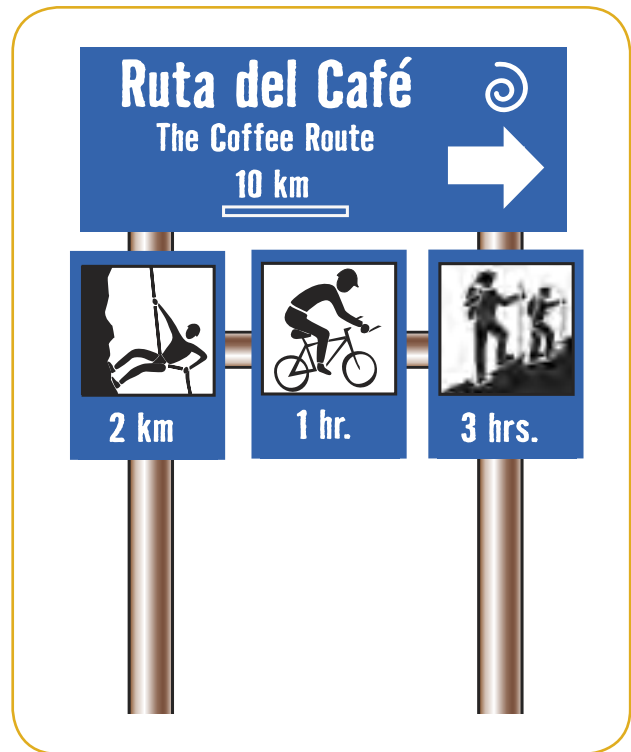 Ruta del Café
The Coffee Route
10 km
2 km
1 hr.
3 hrs.